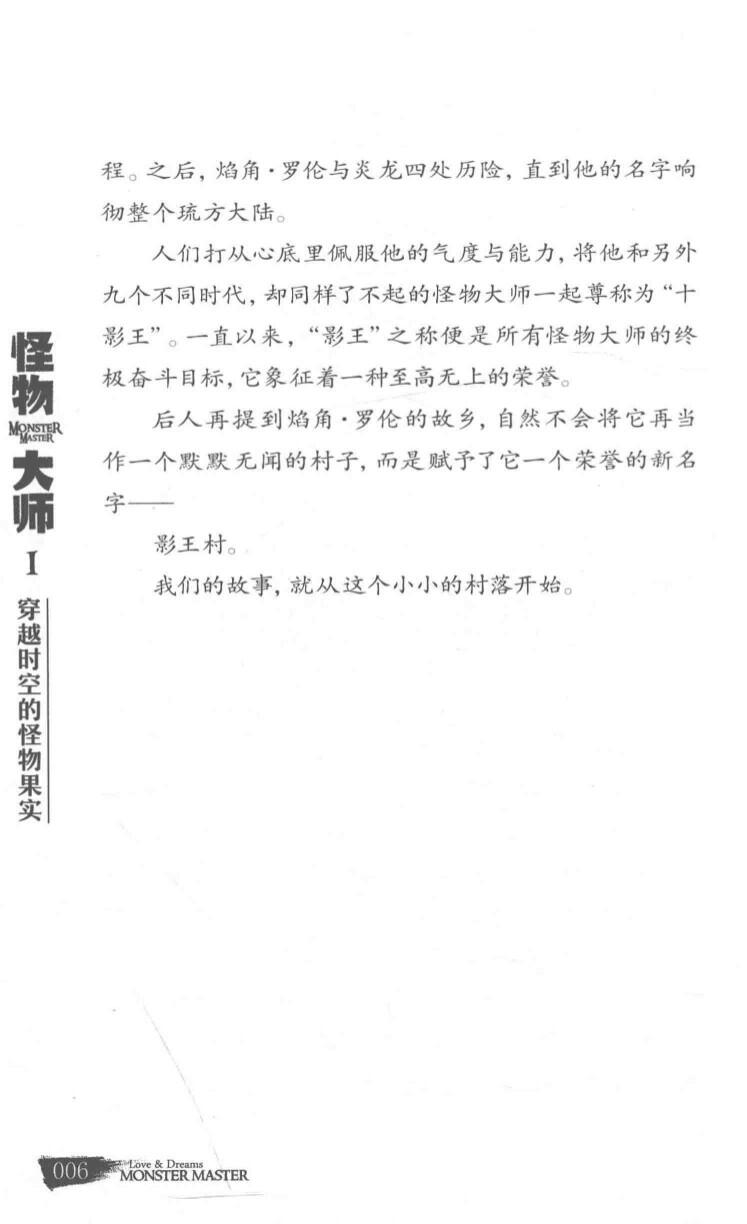 程。之后，焰角·罗伦与炎龙四处历险，直到他的名字响
彻整个琉方大陆。
人们打从心底里佩服他的气度与能力，将他和另外
九个不同时代，却同样了不起的怪物大师一起尊称为“十
影王”。一直以来，“影王”之称便是所有怪物大师的终
极奋斗目标，它象征着一种至高无上的荣誉。
后人再提到焰角·罗伦的故乡，自然不会将它再当
作一个默默无闻的村子，而是赋予了它一个荣誉的新名
字——
影王村。
我们的故事，就从这个小小的村落开始。
怪物
MONSTER
MASTER
大师
I
穿越时空的怪物果实
006
Love & Dreams
MONSTER MASTER